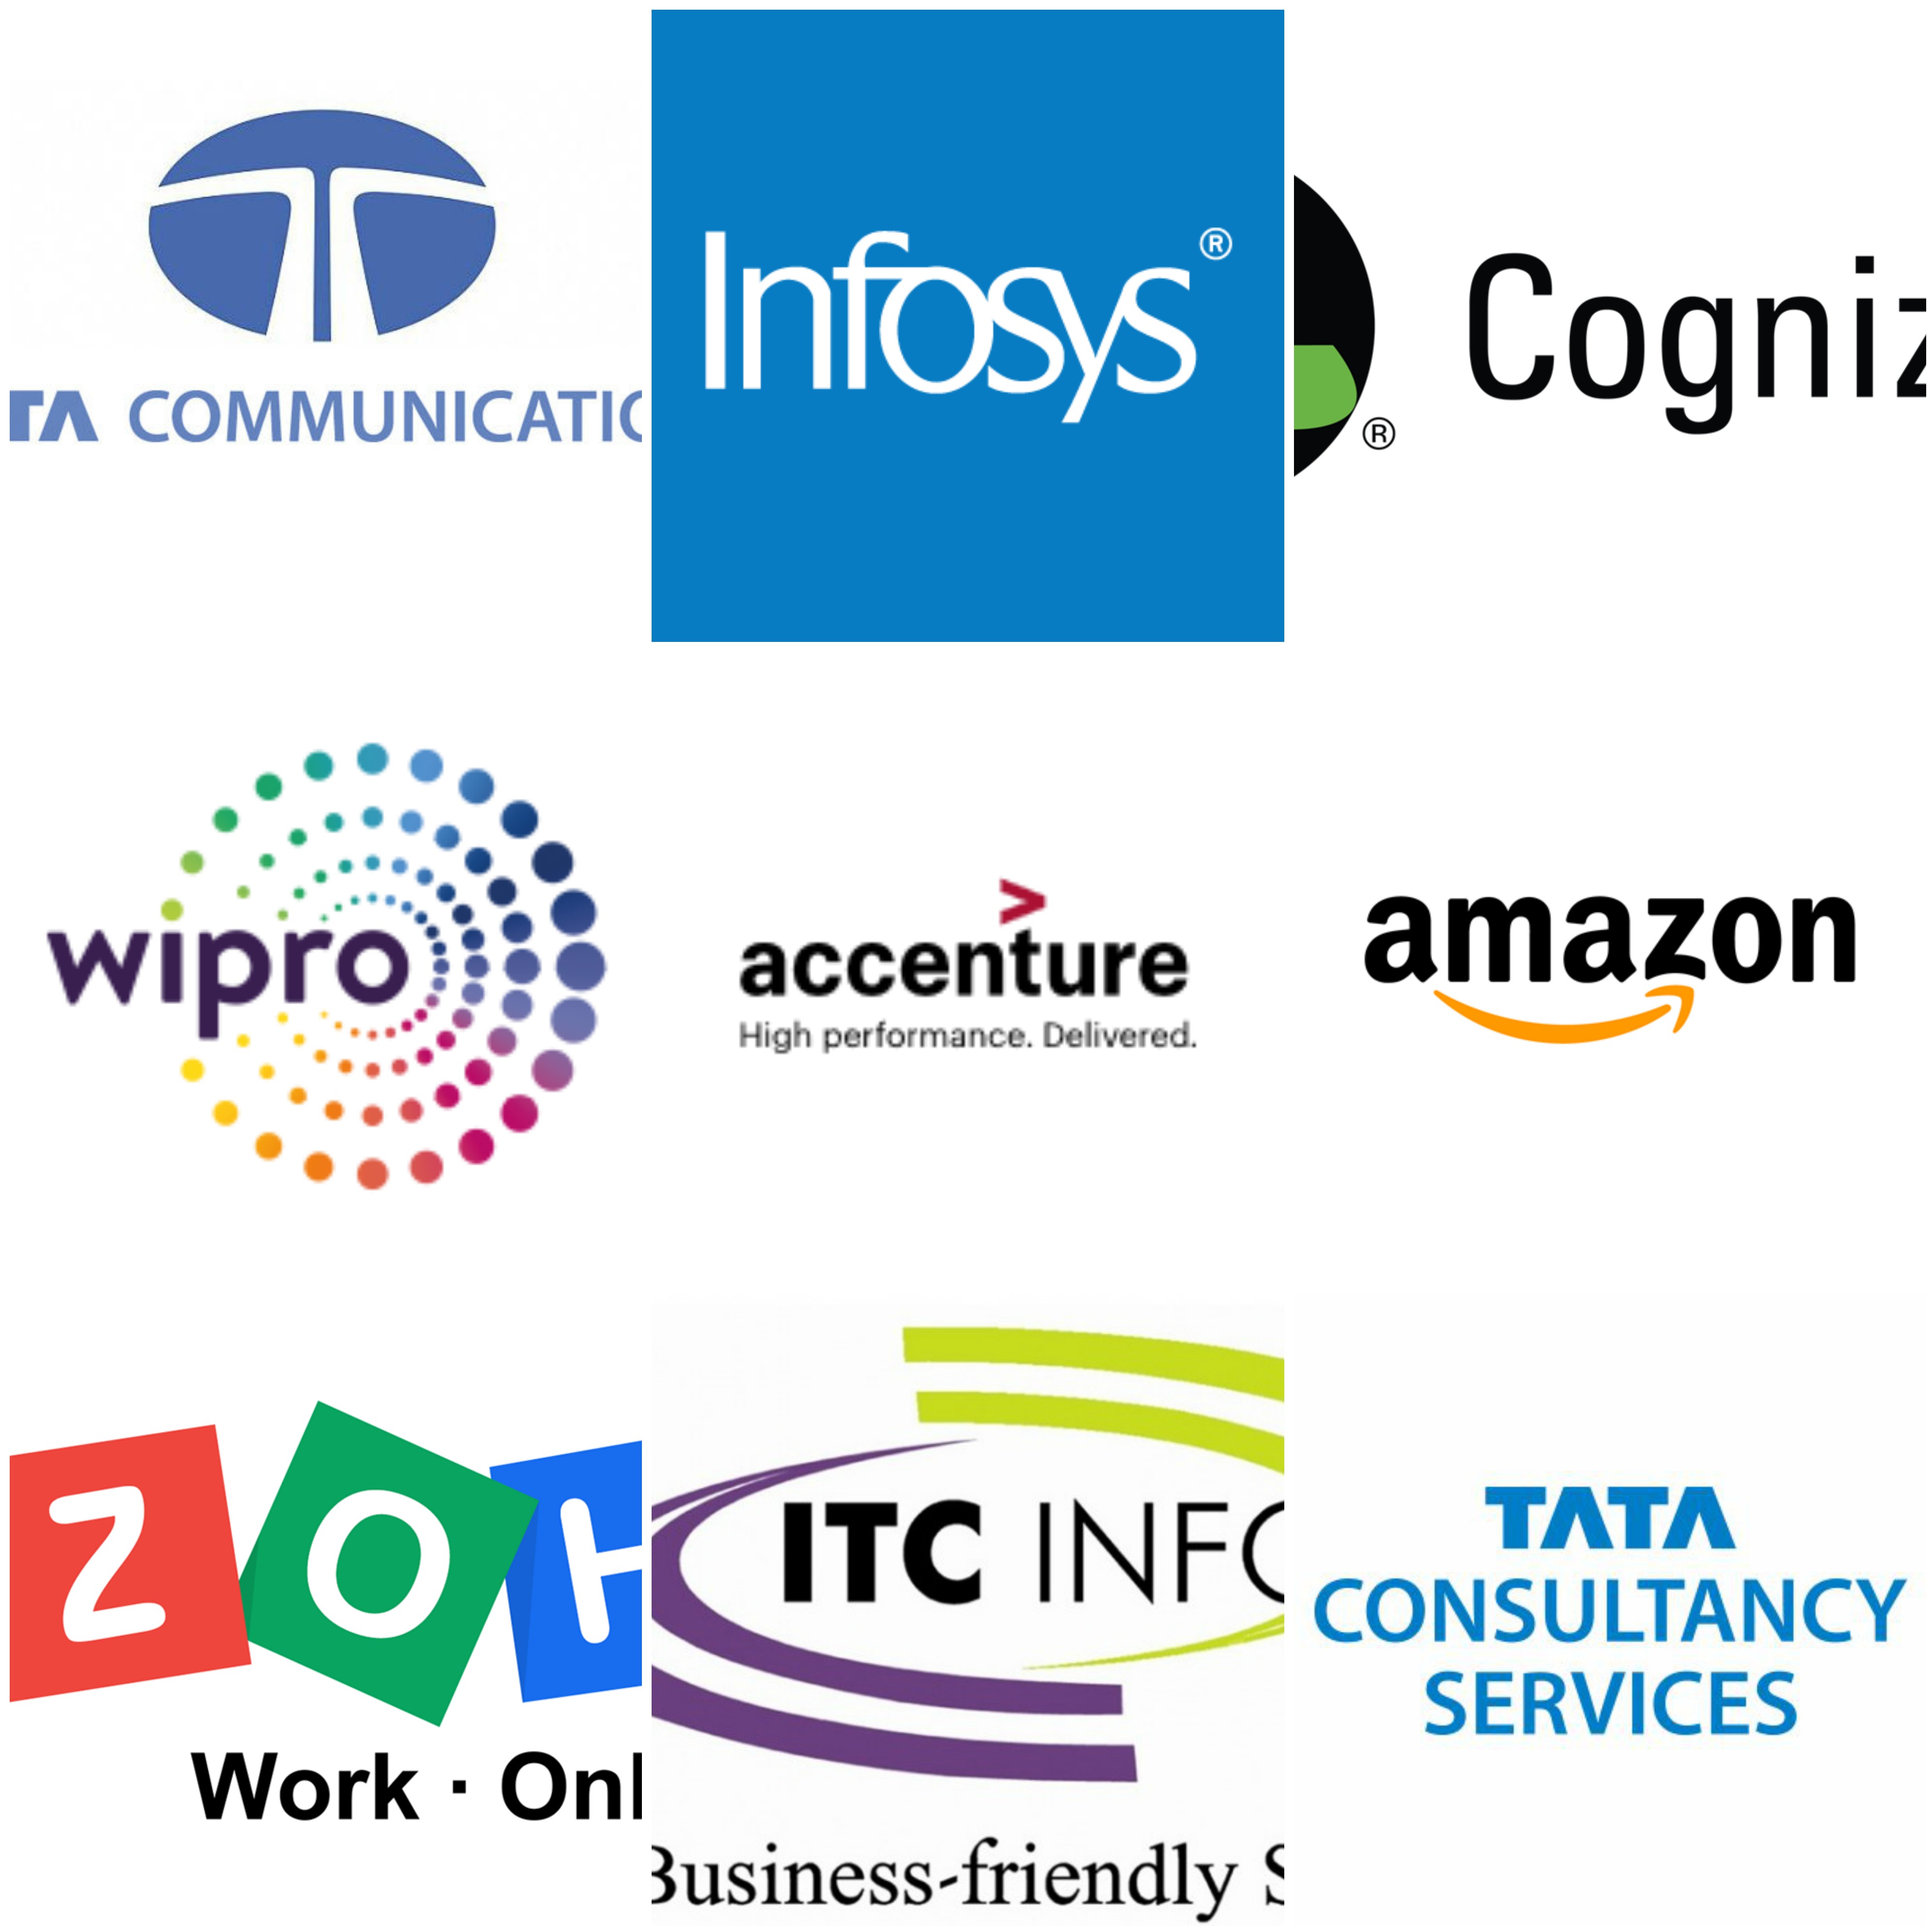 TA COMMUNICATIC
Infosys®
® Cogniz
wipro
>
accenture
High performance. Delivered.
amazon
ZOH
Work · Onl
ITC INFO
Business-friendly S
TATA
CONSULTANCY
SERVICES